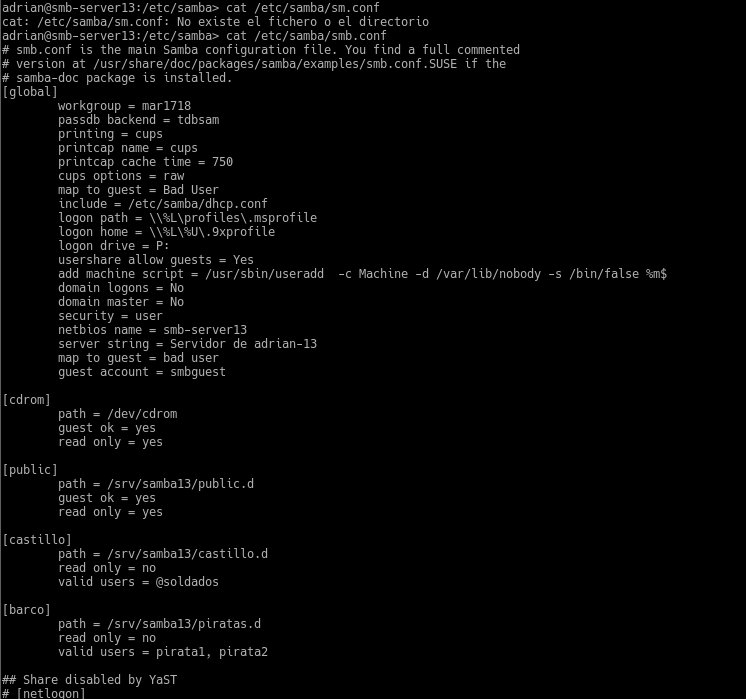 adrian@smb-server13:/etc/samba> cat /etc/samba/sm.conf
cat: /etc/samba/sm.conf: No existe el fichero o el directorio
adrian@smb-server13:/etc/samba> cat /etc/samba/smb.conf
# smb.conf is the main Samba configuration file. You find a full commented
# version at /usr/share/doc/packages/samba/examples/smb.conf.SUSE if the
# samba-doc package is installed.
[global]
        workgroup = mar1718
        passdb backend = tdbsam
        printing = cups
        printcap name = cups
        printcap cache time = 750
        cups options = raw
        map to guest = Bad User
        include = /etc/samba/dhcp.conf
        logon path = \\%L\profiles\.msprofile
        logon home = \\%L\%U\.9xprofile
        logon drive = P:
        usershare allow guests = Yes
        add machine script = /usr/sbin/useradd  -c Machine -d /var/lib/nobody -s /bin/false %m$
        domain logons = No
        domain master = No
        security = user
        netbios name = smb-server13
        server string = Servidor de adrian-13
        map to guest = bad user
        guest account = smbguest

[cdrom]
        path = /dev/cdrom
        guest ok = yes
        read only = yes

[public]
        path = /srv/samba13/public.d
        guest ok = yes
        read only = yes

[castillo]
        path = /srv/samba13/castillo.d
        read only = no
        valid users = @soldados

[barco]
        path = /srv/samba13/piratas.d
        read only = no
        valid users = pirata1, pirata2

## Share disabled by YaST
# [netlogon]